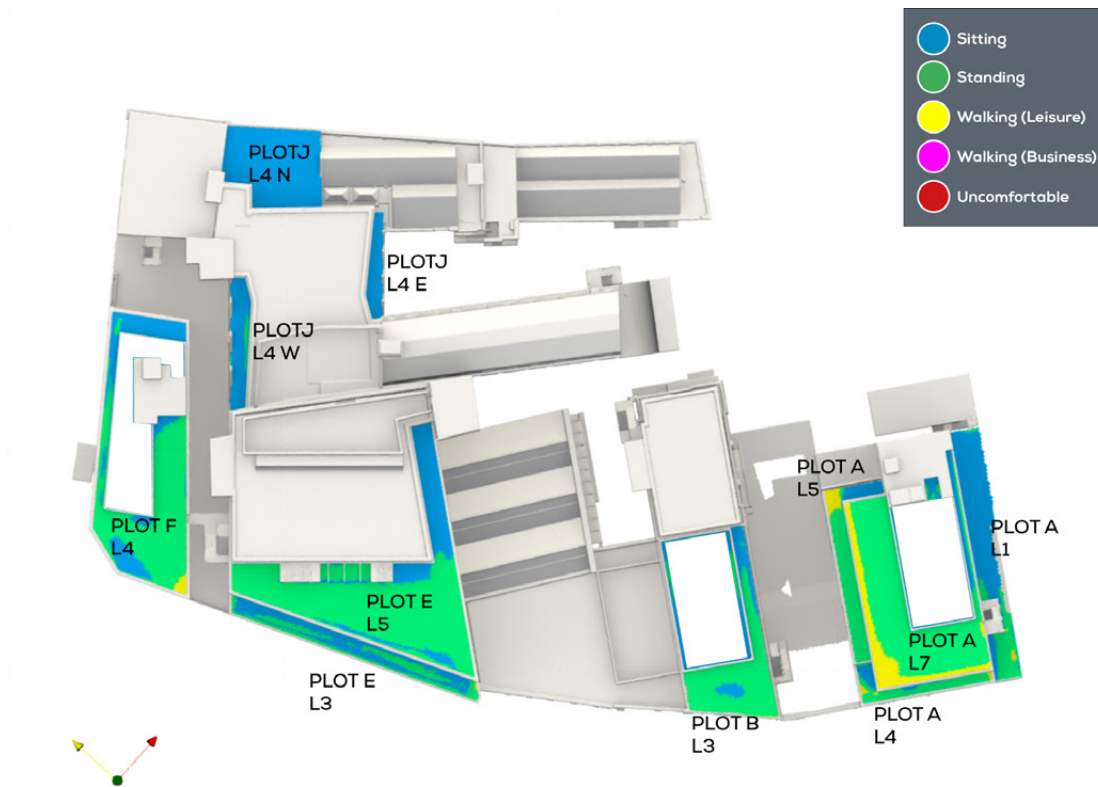 Sitting
Standing
Walking (Leisure)
Walking (Business)
Uncomfortable
PLOTJ
L4 N
PLOTJ
L4 E
PLOTJ
L4 W
PLOT A
L5
PLOT F
L4
PLOT A
L1
PLOT E
L5
PLOT A
L7
PLOT E
L3
PLOT B
L3
PLOT A
L4